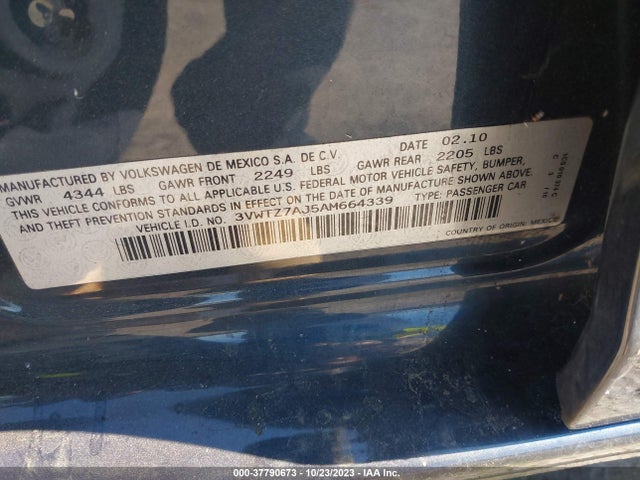 MANUFACTURED BY VOLKSWAGEN DE MEXICO S.A. DE C.V. DATE 02.10
GVWR 4344 LBS GAWR FRONT 2249 LBS GAWR REAR 2205 LBS
THIS VEHICLE CONFORMS TO ALL APPLICABLE U.S. FEDERAL MOTOR VEHICLE SAFETY, BUMPER,
AND THEFT PREVENTION STANDARDS IN EFFECT ON THE DATE OF MANUFACTURE SHOWN ABOVE.
VEHICLE I.D. NO. 3VWTZ7AJ5AM664339 TYPE: PASSENGER CAR
COUNTRY OF ORIGIN: MEXICO
000-37790673 - 10/23/2023 - IAA Inc.